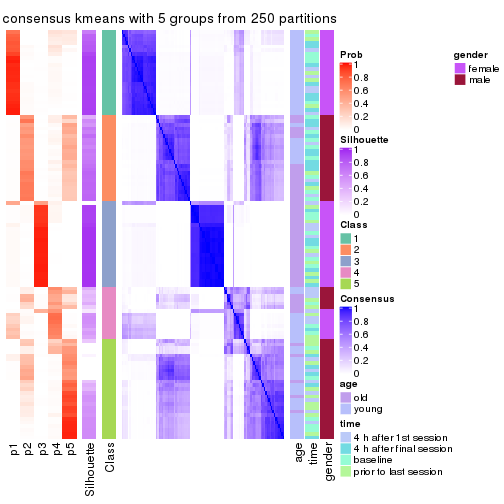 consensus kmeans with 5 groups from 250 partitions
Prob
1
0.8
0.6
0.4
0.2
0
gender
female
male
Silhouette
1
0.8
0.6
0.4
0.2
0
Class
1
2
3
4
5
Consensus
1
0.8
0.6
0.4
0.2
0
age
old
young
time
4 h after 1st session
4 h after final session
baseline
prior to last session
p1
p2
p3
p4
p5
Silhouette
Class
age
time
gender